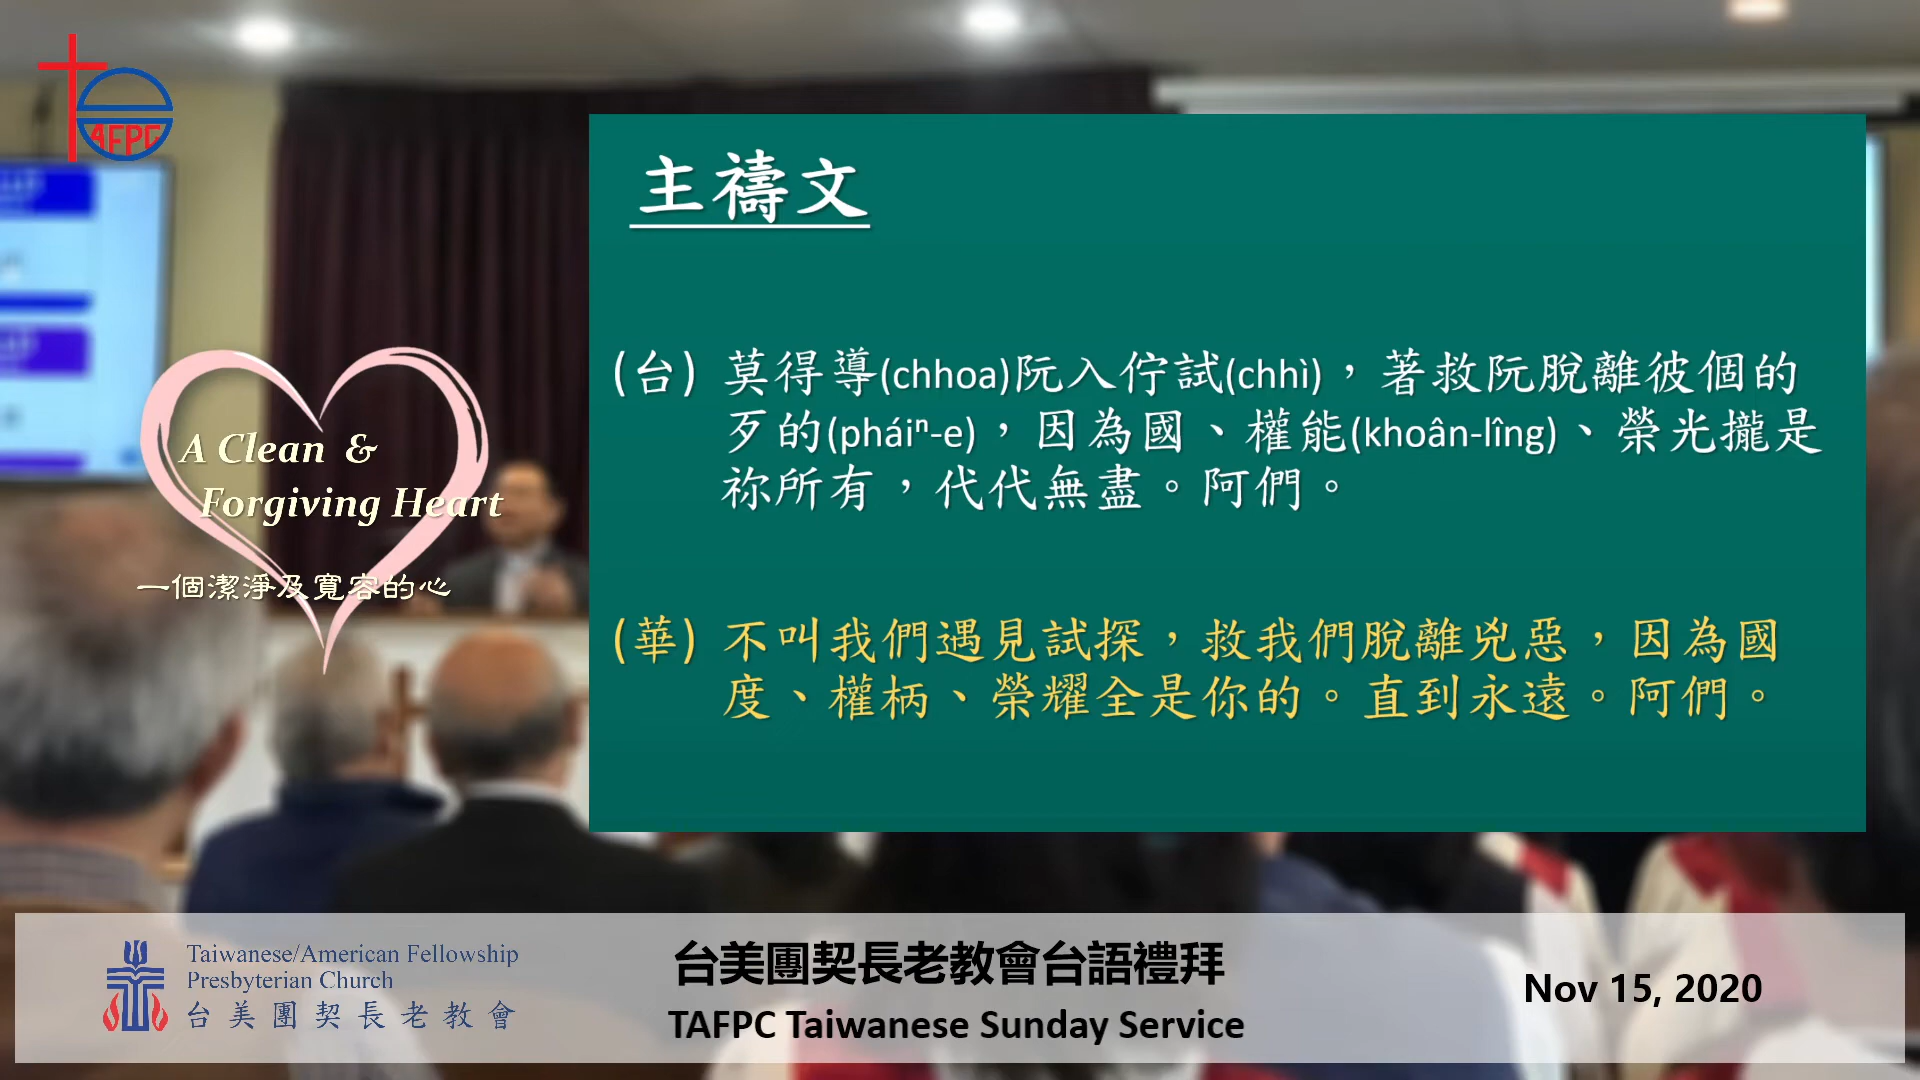 AFPC
主禱文
(台) 莫得導(chhoa)阮入佇試(chhì)，著救阮脫離彼個的
歹的(pháiⁿ-e)，因為國、權能(khoân-lîng)、榮光攏是
祢所有，代代無盡。阿們。
(華) 不叫我們遇見試探，救我們脫離兇惡，因為國
度、權柄、榮耀全是你的。直到永遠。阿們。
A Clean &
Forgiving Heart
一個潔淨及寬容的心
Taiwanese/American Fellowship
Presbyterian Church
台美團契長老教會
台美團契長老教會台語禮拜
TAFPC Taiwanese Sunday Service
Nov 15, 2020